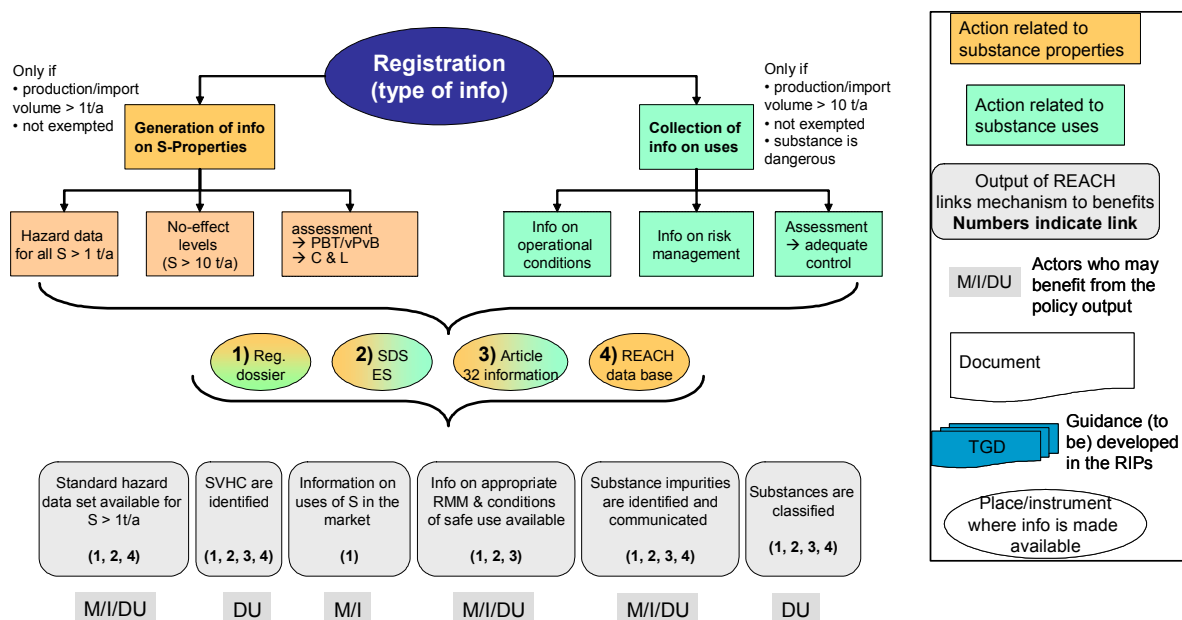 Registration
(type of info)
Only if
• production/import
volume > 1t/a
• not exempted
Only if
• production/import
volume > 10 t/a
• not exempted
• substance is
dangerous
Generation of info
on S-Properties
Collection of
info on uses
Hazard data
for all S > 1 t/a
No-effect
levels
(S > 10 t/a)
assessment
→ PBT/vPvB
→ C & L
Info on
operational
conditions
Info on risk
management
Assessment
→ adequate
control
1) Reg.
dossier
2) SDS
ES
3) Article
32 information
4) REACH
data base
Standard hazard
data set available for
S > 1t/a
(1, 2, 4)
SVHC are
identified
(1, 2, 3, 4)
Information on
uses of S in the
market
(1)
Info on appropriate
RMM & conditions
of safe use available
(1, 2, 3)
Substance impurities
are identified and
communicated
(1, 2, 3, 4)
Substances are
classified
(1, 2, 3, 4)
M/I/DU
DU
M/I
M/I/DU
M/I/DU
DU
Action related to
substance properties
Action related to
substance uses
Output of REACH
links mechanism to benefits
Numbers indicate link
M/I/DU
Actors who may
benefit from the
policy output
Document
TGD
Guidance (to
be) developed
in the RIPs
Place/instrument
where info is made
available